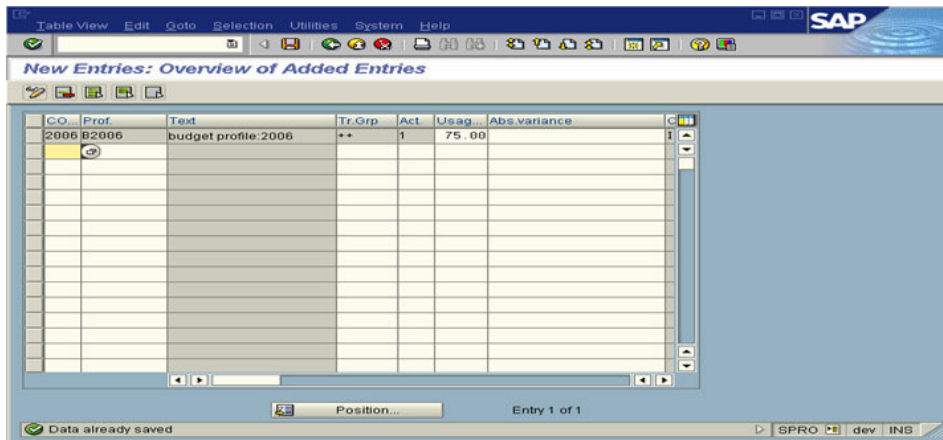 Table View Edit Goto Selection Utilities System Help
SAP
New Entries: Overview of Added Entries
CO... Prof. Text Tr.Grp Act. Usag... Abs.variance C
2006 B2006 budget profile:2006 ++ 1 75.00 I
Position... Entry 1 of 1
Data already saved SPRO dev INS